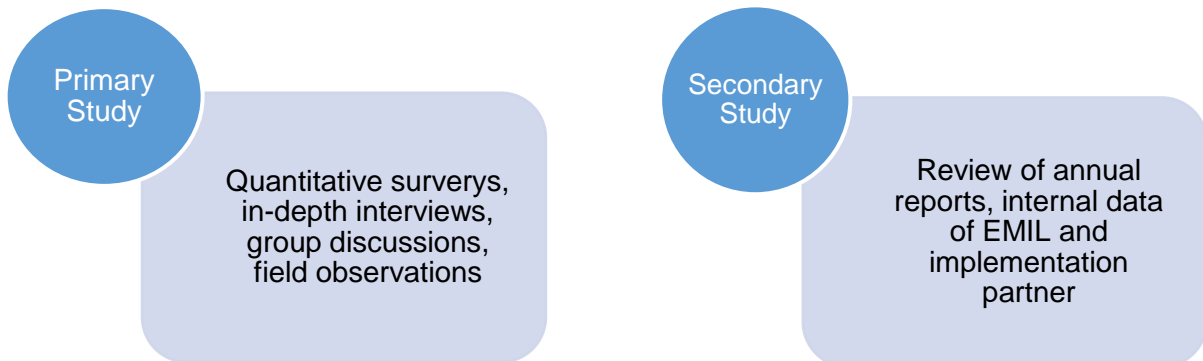 Primary
Study
Quantitative surverys,
in-depth interviews,
group discussions,
field observations
Secondary
Study
Review of annual
reports, internal data
of EMIL and
implementation
partner